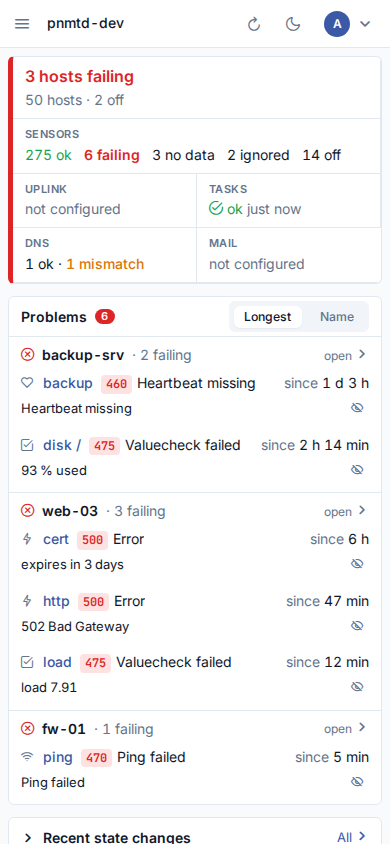 pnmtd-dev A
3 hosts failing
50 hosts · 2 off
SENSORS
275 ok 6 failing 3 no data 2 ignored 14 off
UPLINK TASKS
not configured ok just now
DNS MAIL
1 ok · 1 mismatch not configured
Problems 6 Longest Name
backup-srv · 2 failing open
backup 460 Heartbeat missing since 1 d 3 h
Heartbeat missing
disk / 475 Valuecheck failed since 2 h 14 min
93 % used
web-03 · 3 failing open
cert 500 Error since 6 h
expires in 3 days
http 500 Error since 47 min
502 Bad Gateway
load 475 Valuecheck failed since 12 min
load 7.91
fw-01 · 1 failing open
ping 470 Ping failed since 5 min
Ping failed
Recent state changes All